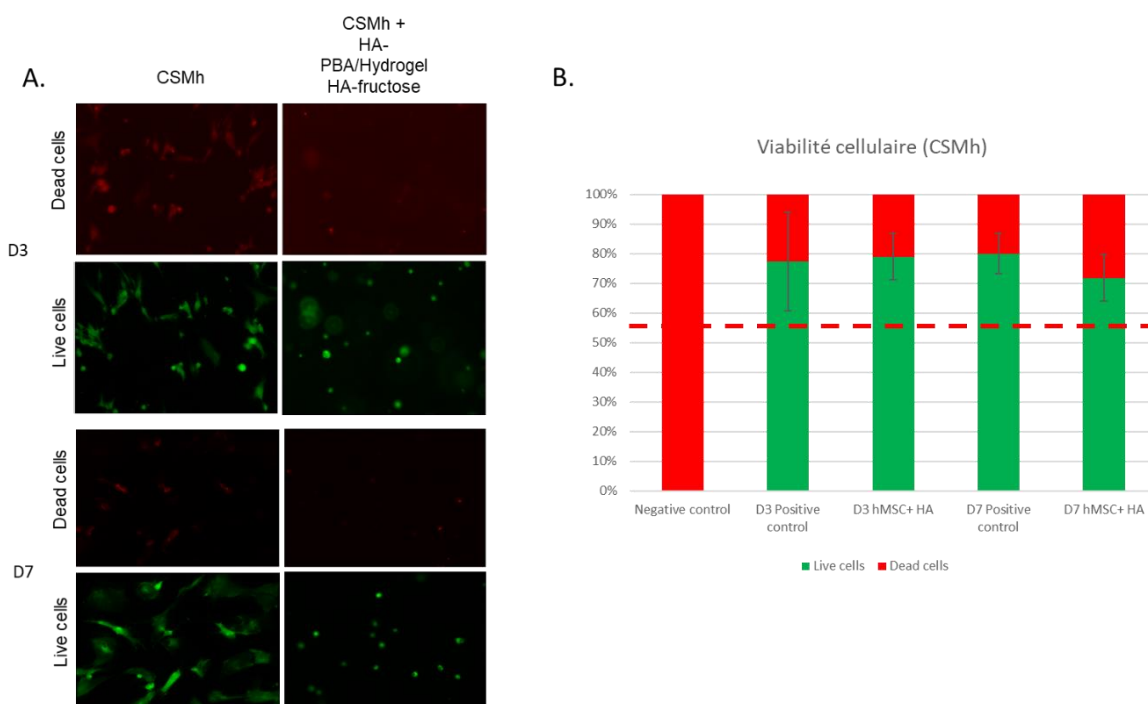 A.
CSMh
CSMh +
HA-
PBA/Hydrogel
HA-fructose
D3
Dead cells
Live cells
D7
Dead cells
Live cells
B.
Viabilité cellulaire (CSMh)
100%
90%
80%
70%
60%
50%
40%
30%
20%
10%
0%
Negative control
D3 Positive
control
D3 hMSC+ HA
D7 Positive
control
D7 hMSC+ HA
Live cells
Dead cells